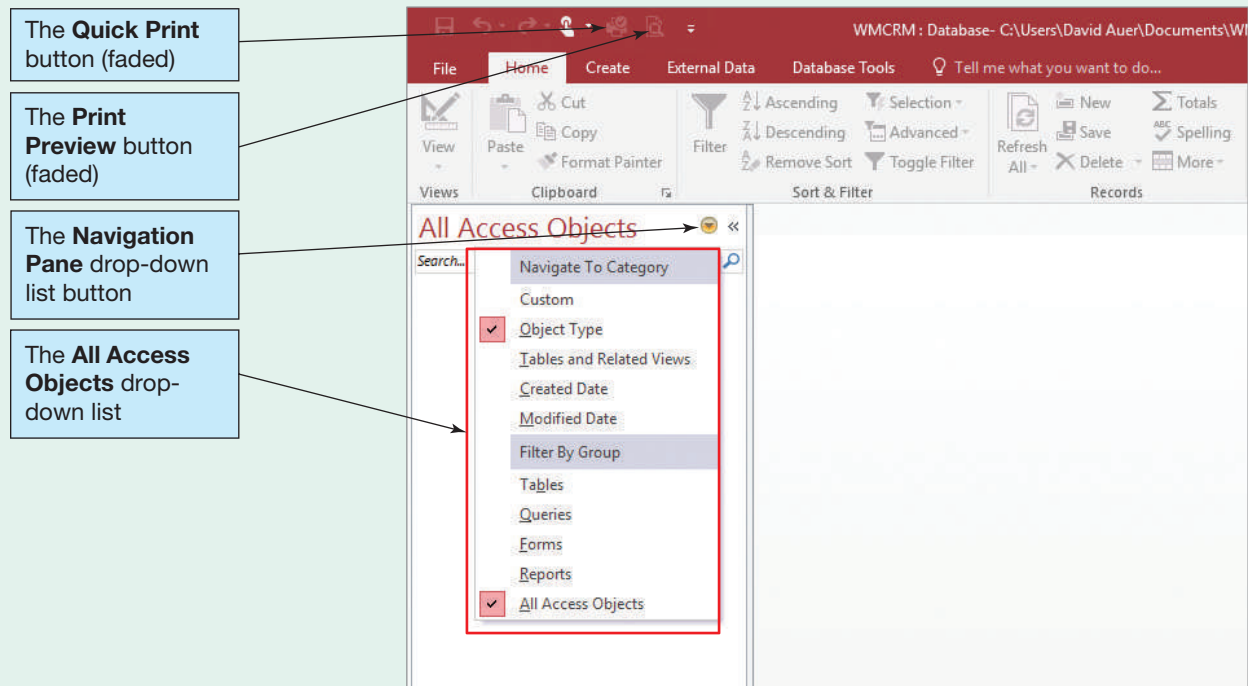 The Quick Print
button (faded)
The Print
Preview button
(faded)
The Navigation
Pane drop-down
list button
The All Access
Objects drop-
down list
WMCRM : Database- C:\Users\David Auer\Documents\WM
File Home Create External Data Database Tools Tell me what you want to do...
View
Paste
Cut
Copy
Format Painter
Filter
Ascending
Descending
Remove Sort
Selection
Advanced
Toggle Filter
Refresh
All
New
Save
Delete
Totals
Spelling
More
Views Clipboard Sort & Filter Records
All Access Objects
Search...
Navigate To Category
Custom
Object Type
Tables and Related Views
Created Date
Modified Date
Filter By Group
Tables
Queries
Forms
Reports
All Access Objects